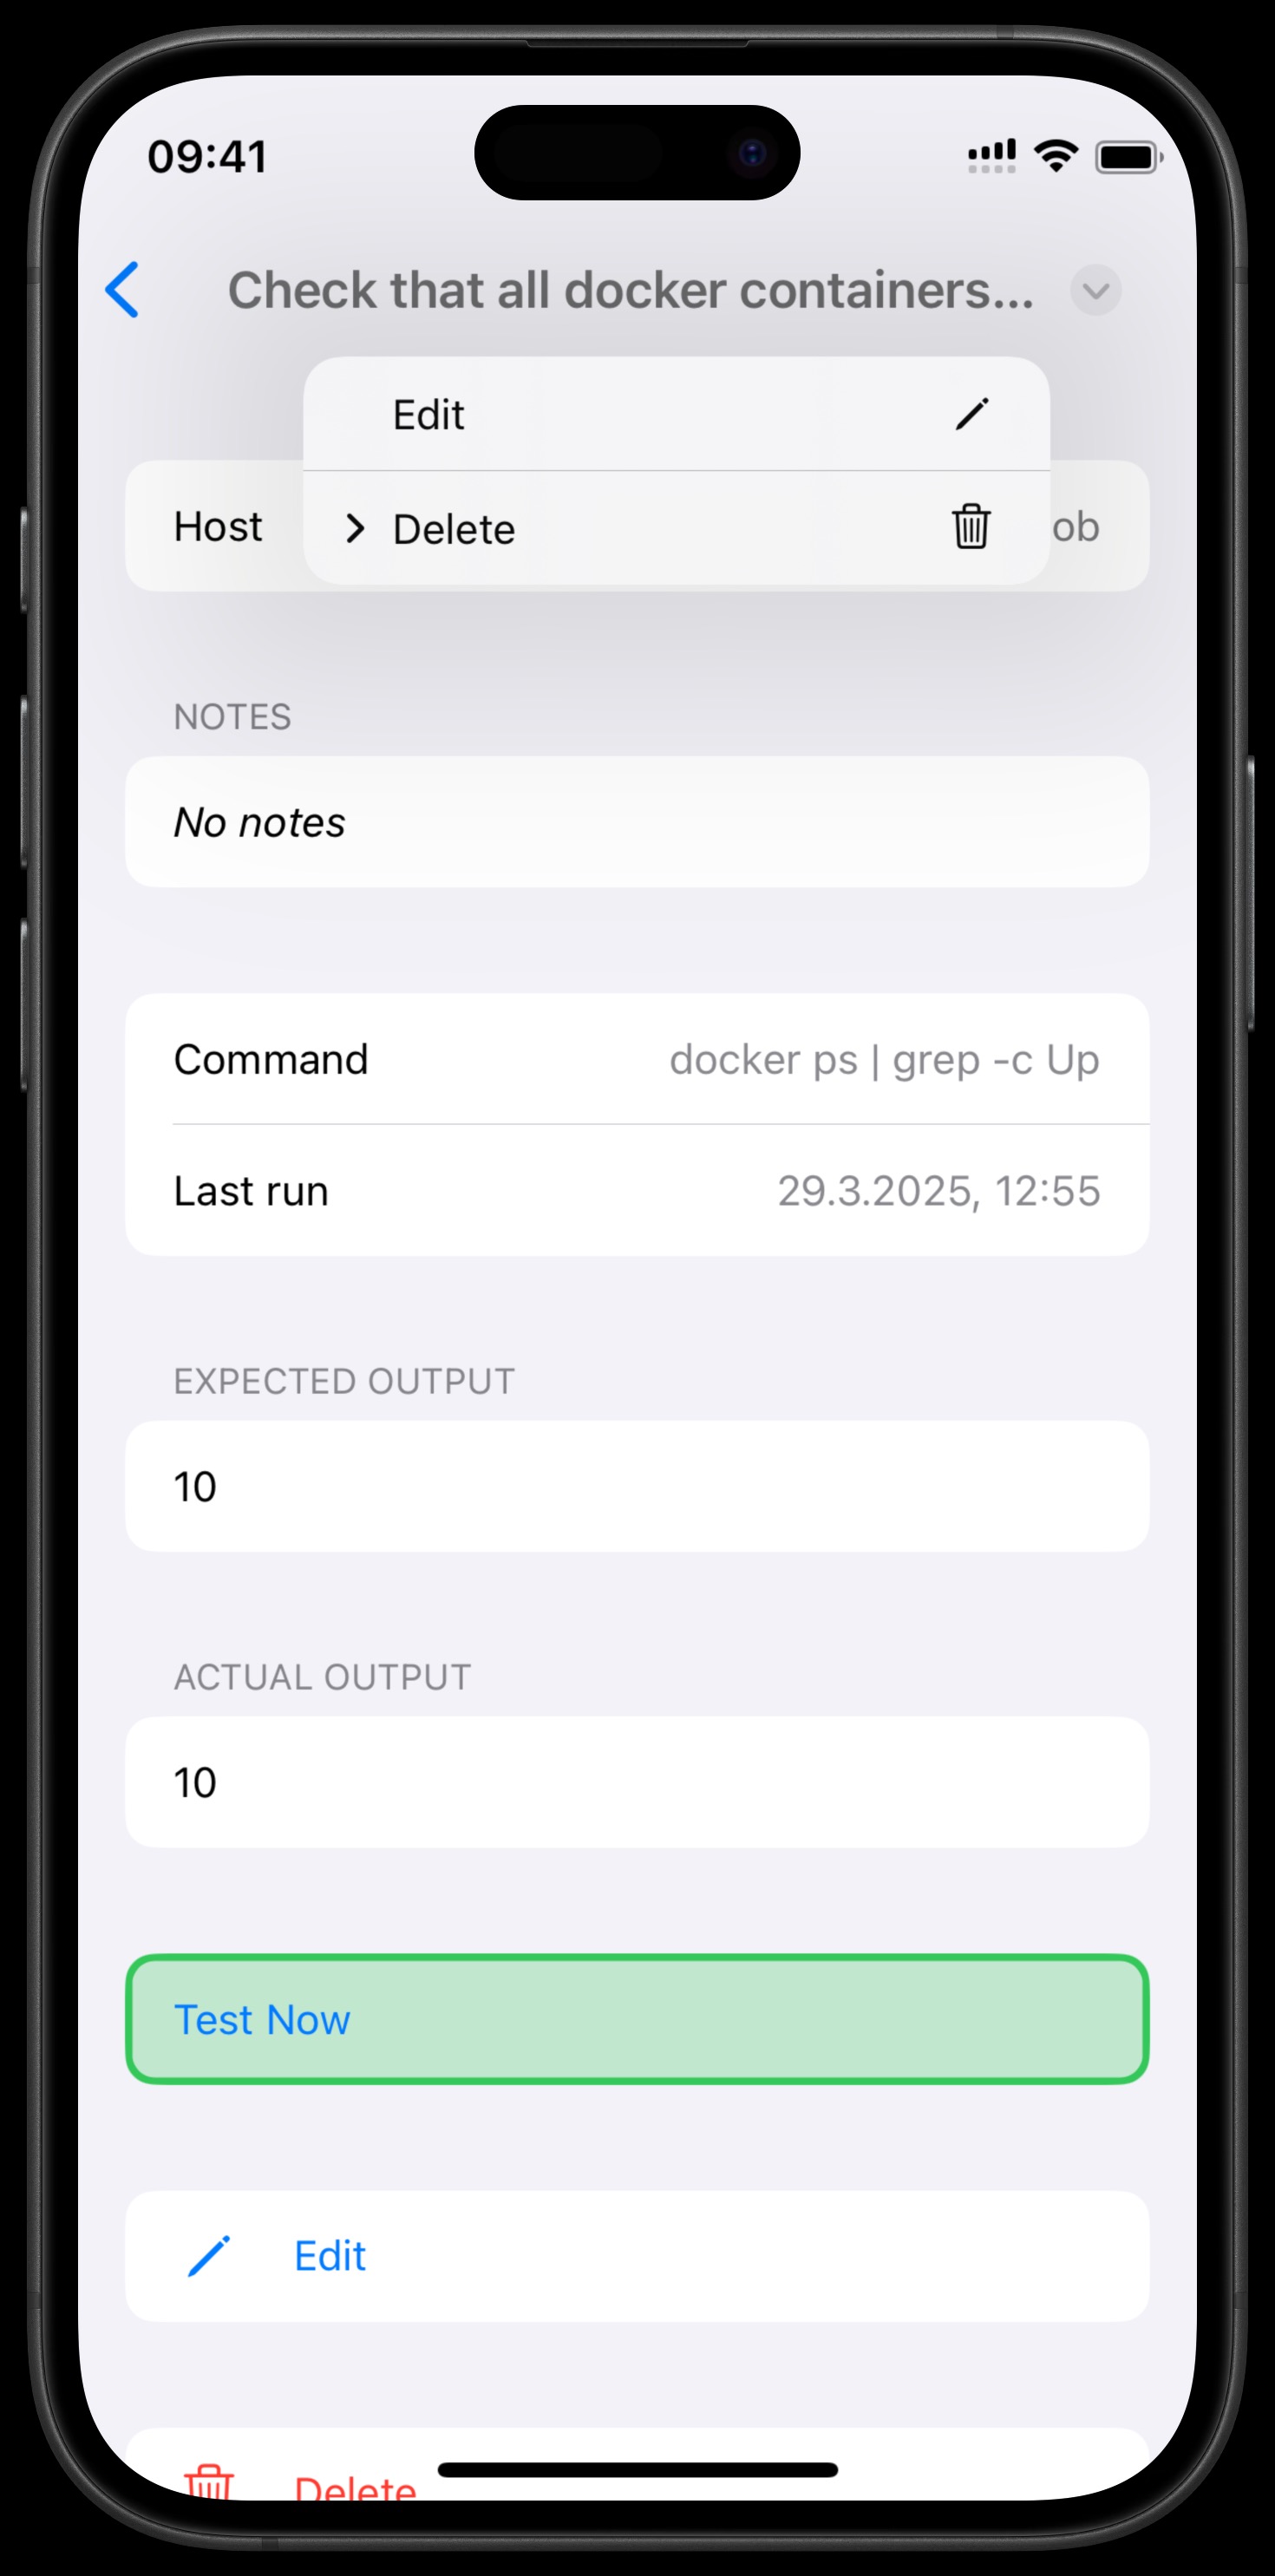 09:41
Check that all docker containers...
Edit
Host
Delete
ob
NOTES
No notes
Command
docker ps | grep -c Up
Last run
29.3.2025, 12:55
EXPECTED OUTPUT
10
ACTUAL OUTPUT
10
Test Now
Edit
Delete